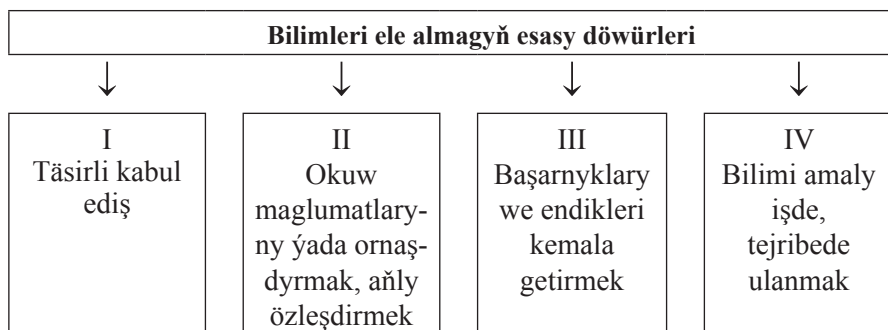 Bilimleri ele almagyň esasy döwürleri
I
Täsirli kabul
ediş
II
Okuw
maglumatlary-
ny ýada ornaş-
dyrmak, aňly
özleşdirmek
III
Başarnyklary
we endikleri
kemala
getirmek
IV
Bilimi amaly
işde,
tejribede
ulanmak